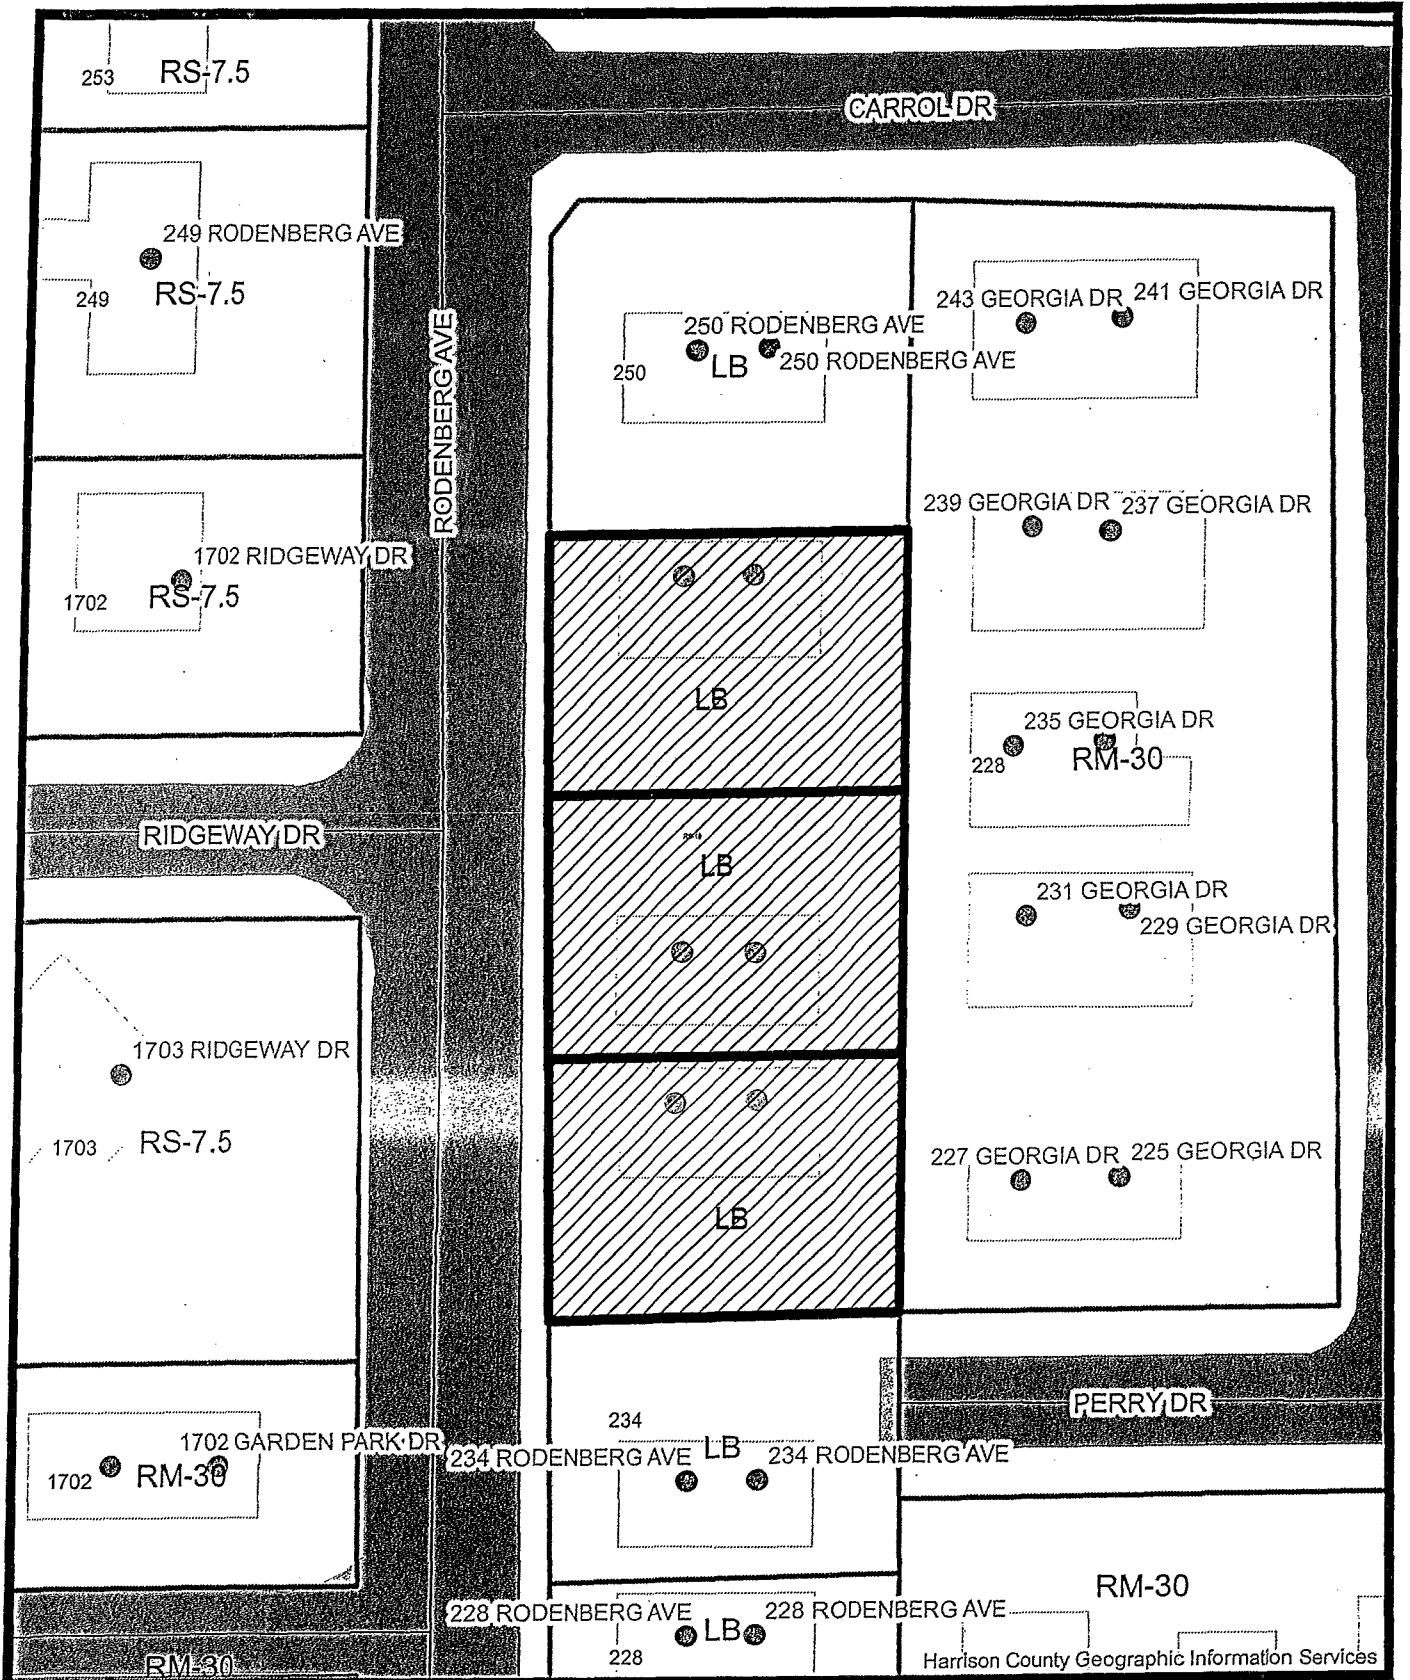 253
RS-7.5
CARROL DR
249 RODENBERG AVE
249
RS-7.5
RODENBERG AVE
243 GEORGIA DR
241 GEORGIA DR
250 RODENBERG AVE
250
LB
250 RODENBERG AVE
239 GEORGIA DR
237 GEORGIA DR
1702 RIDGEWAY DR
1702
RS-7.5
LB
235 GEORGIA DR
228
RM-30
RIDGEWAY DR
LB
231 GEORGIA DR
229 GEORGIA DR
1703 RIDGEWAY DR
1703
RS-7.5
227 GEORGIA DR
225 GEORGIA DR
LB
PERRY DR
234
1702 GARDEN PARK DR
1702
RM-30
234 RODENBERG AVE
LB
234 RODENBERG AVE
RM-30
228 RODENBERG AVE
LB
228 RODENBERG AVE
228
RM-30
Harrison County Geographic Information Services